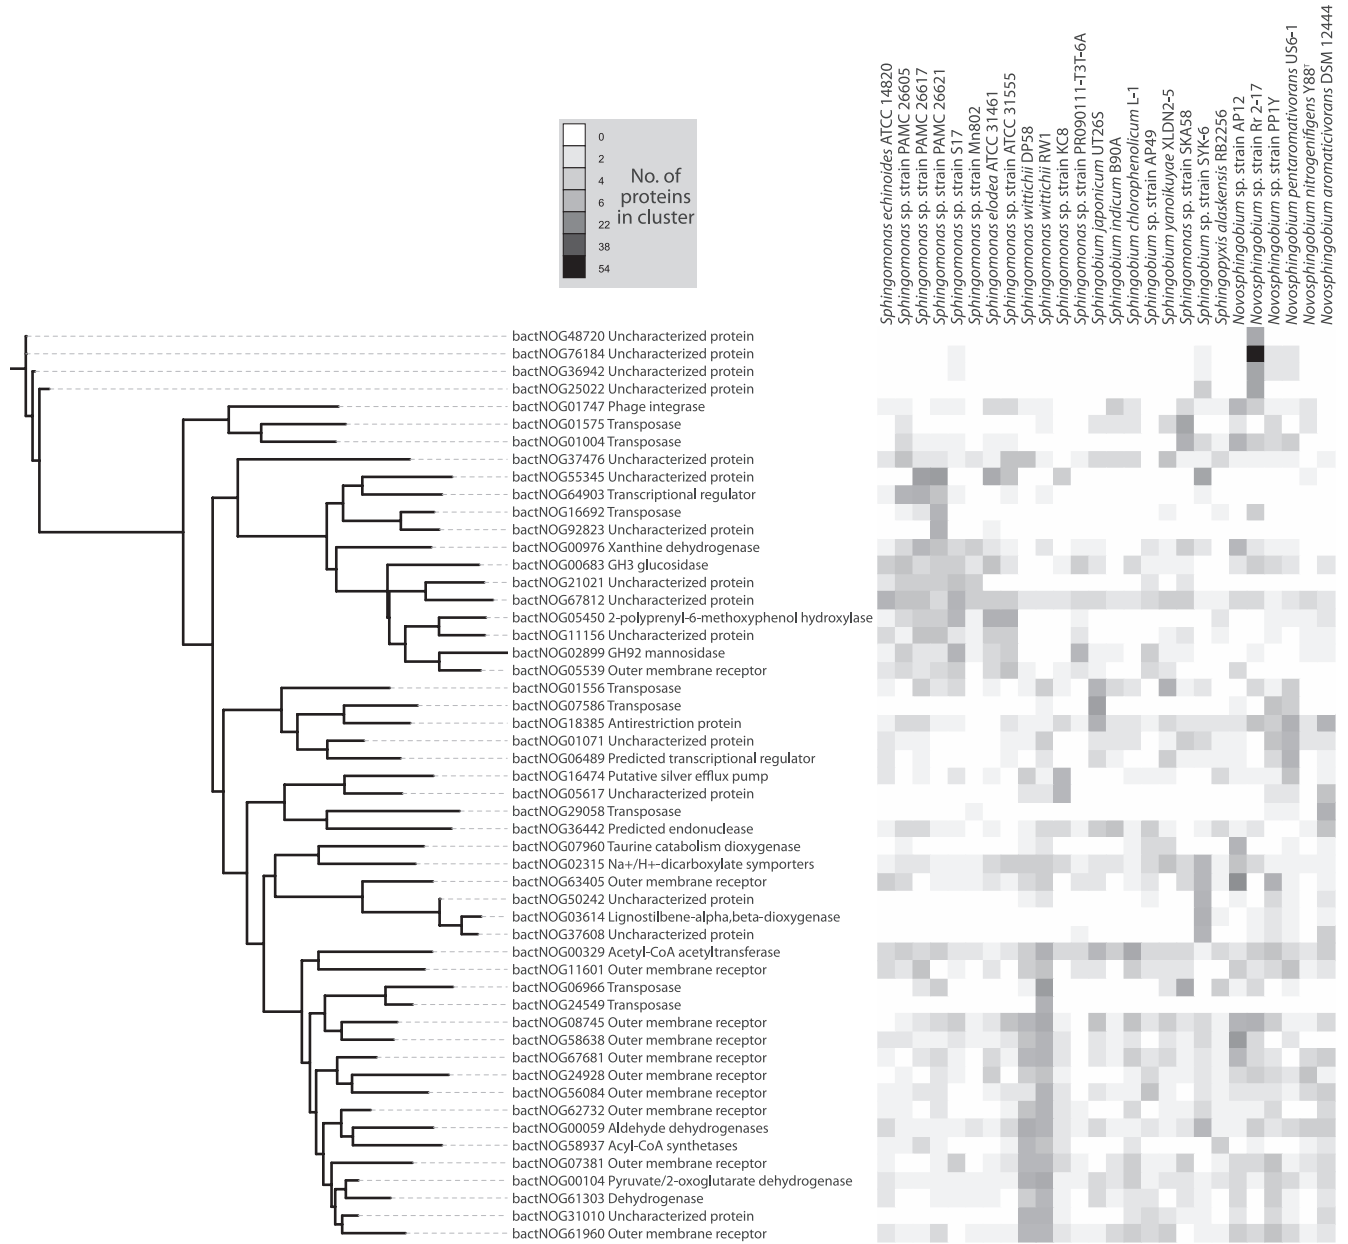 0
2
4
6
22
38
54
No. of
proteins
in cluster
Sphingomonas echinoides ATCC 14820
Sphingomonas sp. strain PAMC 26605
Sphingomonas sp. strain PAMC 26617
Sphingomonas sp. strain PAMC 26621
Sphingomonas sp. strain S17
Sphingomonas sp. strain Mn802
Sphingomonas elodea ATCC 31461
Sphingomonas sp. strain ATCC 31555
Sphingomonas wittichii DP58
Sphingomonas wittichii RW1
Sphingomonas sp. strain KC8
Sphingomonas sp. strain PR090111-T3T-6A
Sphingobium japonicum UT26S
Sphingobium indicum B90A
Sphingobium chlorophenolicum L-1
Sphingobium sp. strain AP49
Sphingobium yanoikuyae XLDN2-5
Sphingomonas sp. strain SKA58
Sphingobium sp. strain SYK-6
Sphingopyxis alaskensis RB2256
Novosphingobium sp. strain AP12
Novosphingobium sp. strain Rr 2-17
Novosphingobium sp. strain PP1Y
Novosphingobium pentaromativorans US6-1
Novosphingobium nitrogenifigens Y88ᵀ
Novosphingobium aromaticivorans DSM 12444
bactNOG48720 Uncharacterized protein
bactNOG76184 Uncharacterized protein
bactNOG36942 Uncharacterized protein
bactNOG25022 Uncharacterized protein
bactNOG01747 Phage integrase
bactNOG01575 Transposase
bactNOG01004 Transposase
bactNOG37476 Uncharacterized protein
bactNOG55345 Uncharacterized protein
bactNOG64903 Transcriptional regulator
bactNOG16692 Transposase
bactNOG92823 Uncharacterized protein
bactNOG00976 Xanthine dehydrogenase
bactNOG00683 GH3 glucosidase
bactNOG21021 Uncharacterized protein
bactNOG67812 Uncharacterized protein
bactNOG05450 2-polyprenyl-6-methoxyphenol hydroxylase
bactNOG11156 Uncharacterized protein
bactNOG02899 GH92 mannosidase
bactNOG05539 Outer membrane receptor
bactNOG01556 Transposase
bactNOG07586 Transposase
bactNOG18385 Antirestriction protein
bactNOG01071 Uncharacterized protein
bactNOG06489 Predicted transcriptional regulator
bactNOG16474 Putative silver efflux pump
bactNOG05617 Uncharacterized protein
bactNOG29058 Transposase
bactNOG36442 Predicted endonuclease
bactNOG07960 Taurine catabolism dioxygenase
bactNOG02315 Na+/H+-dicarboxylate symporters
bactNOG63405 Outer membrane receptor
bactNOG50242 Uncharacterized protein
bactNOG03614 Lignostilbene-alpha,beta-dioxygenase
bactNOG37608 Uncharacterized protein
bactNOG00329 Acetyl-CoA acetyltransferase
bactNOG11601 Outer membrane receptor
bactNOG06966 Transposase
bactNOG24549 Transposase
bactNOG08745 Outer membrane receptor
bactNOG58638 Outer membrane receptor
bactNOG67681 Outer membrane receptor
bactNOG24928 Outer membrane receptor
bactNOG56084 Outer membrane receptor
bactNOG62732 Outer membrane receptor
bactNOG00059 Aldehyde dehydrogenases
bactNOG58937 Acyl-CoA synthetases
bactNOG07381 Outer membrane receptor
bactNOG00104 Pyruvate/2-oxoglutarate dehydrogenase
bactNOG61303 Dehydrogenase
bactNOG31010 Uncharacterized protein
bactNOG61960 Outer membrane receptor